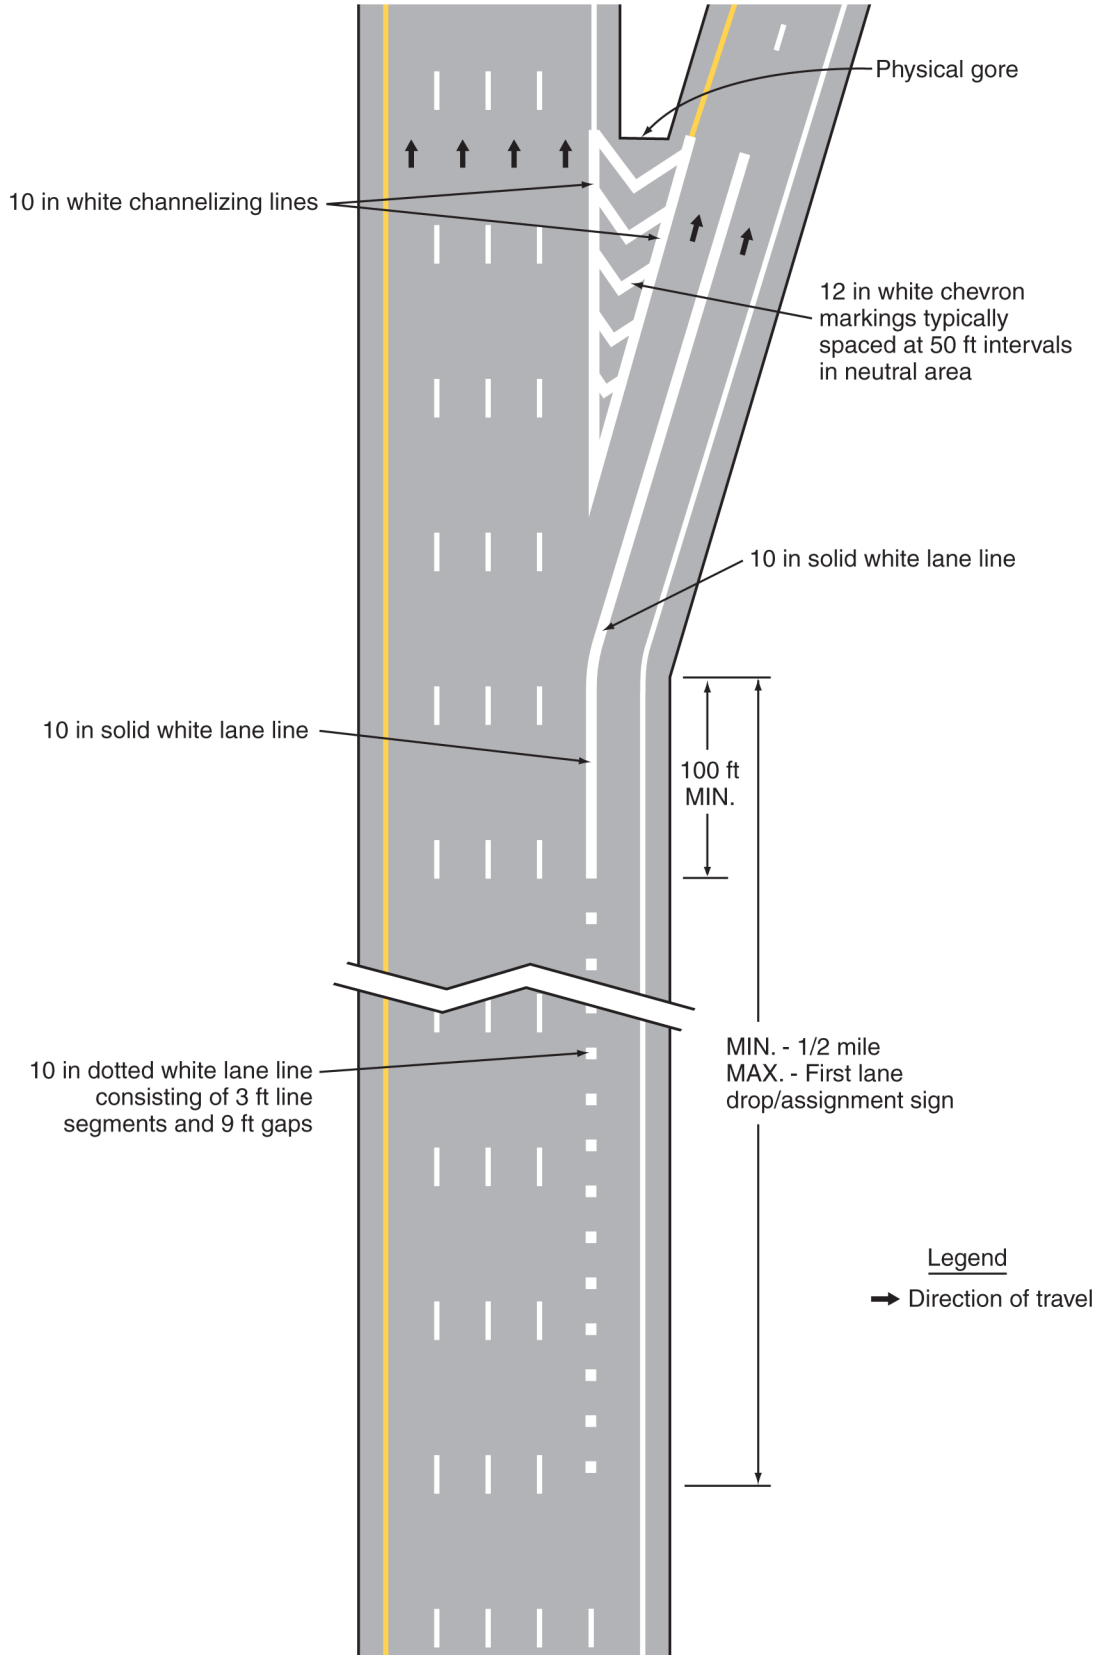 Physical gore
10 in white channelizing lines
12 in white chevron
markings typically
spaced at 50 ft intervals
in neutral area
10 in solid white lane line
10 in solid white lane line
100 ft
MIN.
MIN. - 1/2 mile
MAX. - First lane
drop/assignment sign
10 in dotted white lane line
consisting of 3 ft line
segments and 9 ft gaps
Legend
Direction of travel